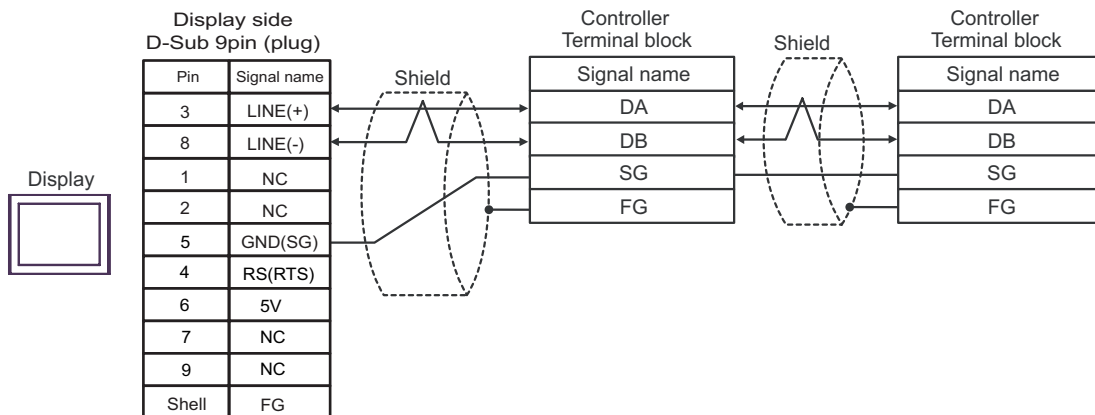 Display side
D-Sub 9pin (plug)
Pin Signal name
3 LINE(+)
8 LINE(-)
1 NC
2 NC
5 GND(SG)
4 RS(RTS)
6 5V
7 NC
9 NC
Shell FG
Display
Shield
Controller
Terminal block
Signal name
DA
DB
SG
FG
Shield
Controller
Terminal block
Signal name
DA
DB
SG
FG